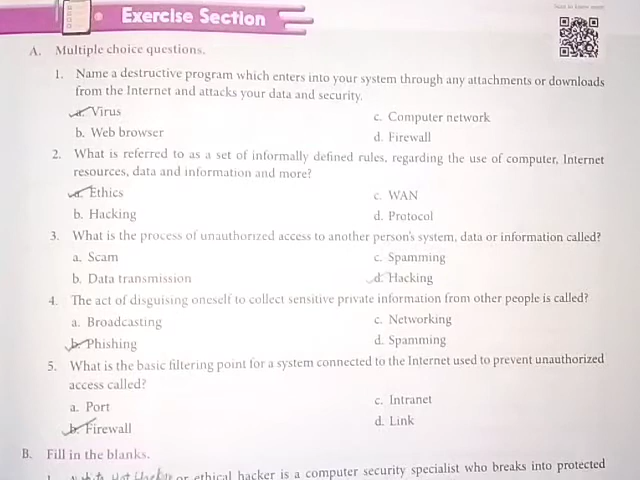 Exercise Section
A. Multiple choice questions.
1. Name a destructive program which enters into your system through any attachments or downloads
from the Internet and attacks your data and security.
a. Virus
c. Computer network
b. Web browser
d. Firewall
2. What is referred to as a set of informally defined rules, regarding the use of computer, Internet
resources, data and information and more?
a. Ethics
c. WAN
b. Hacking
d. Protocol
3. What is the process of unauthorized access to another person's system, data or information called?
a. Scam
c. Spamming
b. Data transmission
d. Hacking
4. The act of disguising oneself to collect sensitive private information from other people is called?
a. Broadcasting
c. Networking
b. Phishing
d. Spamming
5. What is the basic filtering point for a system connected to the Internet used to prevent unauthorized
access called?
a. Port
c. Intranet
b. Firewall
d. Link
B. Fill in the blanks.
1. White Hat Hacker or ethical hacker is a computer security specialist who breaks into protected